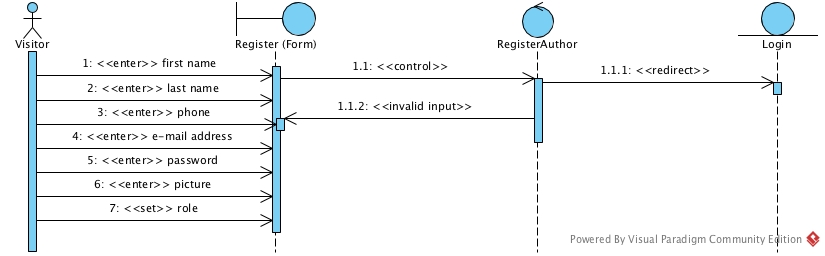 Visitor
Register (Form)
RegisterAuthor
Login
1: <<enter>> first name
1.1: <<control>>
1.1.1: <<redirect>>
2: <<enter>> last name
1.1.2: <<invalid input>>
3: <<enter>> phone
4: <<enter>> e-mail address
5: <<enter>> password
6: <<enter>> picture
7: <<set>> role
Powered By Visual Paradigm Community Edition